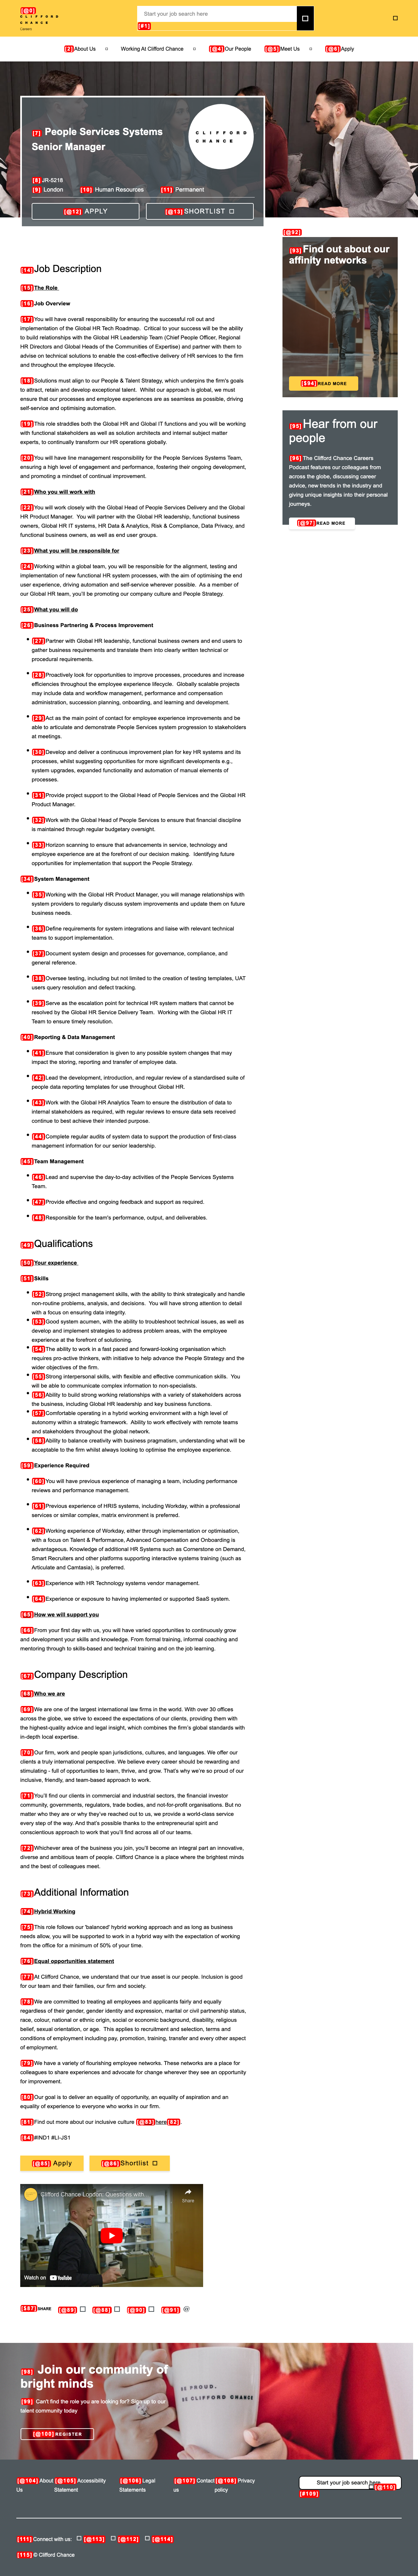 [@0]
CLIFFORD
CHANCE
Careers
Start your job search here
[#1]
[2]About Us
Working At Clifford Chance
[@4]Our People
[@5]Meet Us
[@6]Apply
[7] People Services Systems
Senior Manager
CLIFFORD
CHANCE
[8] JR-5218
[9] London [10] Human Resources [11] Permanent
[@12] APPLY [@13]SHORTLIST
[@92]
[93]Find out about our
affinity networks
[$94]READ MORE
[95]Hear from our
people
[96] The Clifford Chance Careers
Podcast features our colleagues from
across the globe, discussing career
advice, new trends in the industry and
giving unique insights into their personal
journeys.
[@97]READ MORE
[14]Job Description
[15]The Role
[16]Job Overview
[17]You will have overall responsibility for ensuring the successful roll out and
implementation of the Global HR Tech Roadmap.  Critical to your success will be the ability
to build relationships with the Global HR Leadership Team (Chief People Officer, Regional
HR Directors and Global Heads of the Communities of Expertise) and partner with them to
advise on technical solutions to enable the cost-effective delivery of HR services to the firm
and throughout the employee lifecycle.
[18]Solutions must align to our People & Talent Strategy, which underpins the firm's goals
to attract, retain and develop exceptional talent.  Whilst our approach is global, we must
ensure that our processes and employee experiences are as seamless as possible, driving
self-service and optimising automation.
[19]This role straddles both the Global HR and Global IT functions and you will be working
with functional stakeholders as well as solution architects and internal subject matter
experts, to continually transform our HR operations globally.
[20]You will have line management responsibility for the People Services Systems Team,
ensuring a high level of engagement and performance, fostering their ongoing development,
and promoting a mindset of continual improvement.
[21]Who you will work with
[22]You will work closely with the Global Head of People Services and the Global
HR Product Manager.  You will partner with the Global HR leadership, functional business
owners, Global HR IT systems, HR Data & Analytics, Risk & Compliance, Data Privacy, and
functional business owners, as well as end user groups.
[23]What you will be responsible for
[24]Working within a global team, you will be responsible for the alignment, testing and
implementation of new functional HR system processes, with the aim of optimising the end
user experience, driving automation and self-service wherever possible.  As a member of
our Global HR team, you'll be promoting our company culture and People Strategy.
[25]What you will do
[26]Business Partnering & Process Improvement
[27]Partner with Global HR leadership, functional business owners and end users to
gather business requirements and translate them into clearly written technical or
procedural requirements.
[28]Proactively look for opportunities to improve processes, procedures and increase
efficiencies throughout the employee experience lifecycle.  Globally scalable projects
may include data and workflow management, performance and compensation
administration, succession planning, onboarding, and learning and development.
[29]Act as the main point of contact for employee experience improvements and be
able to articulate and demonstrate People Services system progression to stakeholders
at meetings.
[30]Develop and deliver a continuous improvement plan for key HR systems and its
processes, whilst suggesting opportunities for more significant developments e.g.,
system upgrades, expanded functionality and automation of manual elements of
processes.
[31]Provide project support to the Global Head of People Services and the Global HR
Product Manager.
[32]Work with the Global Head of People Services to ensure that financial discipline
is maintained through regular budgetary oversight.
[33]Horizon scanning to ensure that advancements in service, technology and
employee experience are at the forefront of our decision making.  Identifying future
opportunities for implementation that support the People Strategy.
[34]System Management
[35]Working with the Global HR Product Manager, you will manage relationships with
system providers to regularly discuss system improvements and update them on future
business needs.
[36]Define requirements for system integrations and liaise with relevant technical
teams to support implementation.
[37]Document system design and processes for governance, compliance, and
general reference.
[38]Oversee testing, including but not limited to the creation of testing templates, UAT
users query resolution and defect tracking.
[39]Serve as the escalation point for technical HR system matters that cannot be
resolved by the Global HR Service Delivery Team.  Working with the Global HR IT
Team to ensure timely resolution.
[40]Reporting & Data Management
[41]Ensure that consideration is given to any possible system changes that may
impact the storing, reporting and transfer of employee data.
[42]Lead the development, introduction, and regular review of a standardised suite of
people data reporting templates for use throughout Global HR.
[43]Work with the Global HR Analytics Team to ensure the distribution of data to
internal stakeholders as required, with regular reviews to ensure data sets received
continue to best achieve their intended purpose.
[44]Complete regular audits of system data to support the production of first-class
management information for our senior leadership.
[45]Team Management
[46]Lead and supervise the day-to-day activities of the People Services Systems
Team.
[47]Provide effective and ongoing feedback and support as required.
[48]Responsible for the team's performance, output, and deliverables.
[49]Qualifications
[50]Your experience
[51]Skills
[52]Strong project management skills, with the ability to think strategically and handle
non-routine problems, analysis, and decisions.  You will have strong attention to detail
with a focus on ensuring data integrity.
[53]Good system acumen, with the ability to troubleshoot technical issues, as well as
develop and implement strategies to address problem areas, with the employee
experience at the forefront of solutioning.
[54]The ability to work in a fast paced and forward-looking organisation which
requires pro-active thinkers, with initiative to help advance the People Strategy and the
wider objectives of the firm.
[55]Strong interpersonal skills, with flexible and effective communication skills.  You
will be able to communicate complex information to non-specialists.
[56]Ability to build strong working relationships with a variety of stakeholders across
the business, including Global HR leadership and key business functions.
[57]Comfortable operating in a hybrid working environment with a high level of
autonomy within a strategic framework.  Ability to work effectively with remote teams
and stakeholders throughout the global network.
[58]Ability to balance creativity with business pragmatism, understanding what will be
acceptable to the firm whilst always looking to optimise the employee experience.
[59]Experience Required
[60]You will have previous experience of managing a team, including performance
reviews and performance management.
[61]Previous experience of HRIS systems, including Workday, within a professional
services or similar complex, matrix environment is preferred.
[62]Working experience of Workday, either through implementation or optimisation,
with a focus on Talent & Performance, Advanced Compensation and Onboarding is
advantageous. Knowledge of additional HR Systems such as Cornerstone on Demand,
Smart Recruiters and other platforms supporting interactive systems training (such as
Articulate and Camtasia), is preferred.
[63]Experience with HR Technology systems vendor management.
[64]Experience or exposure to having implemented or supported SaaS system.
[65]How we will support you
[66]From your first day with us, you will have varied opportunities to continuously grow
and development your skills and knowledge. From formal training, informal coaching and
mentoring through to skills-based and technical training and on the job learning.
[67]Company Description
[68]Who we are
[69]We are one of the largest international law firms in the world. With over 30 offices
across the globe, we strive to exceed the expectations of our clients, providing them with
the highest-quality advice and legal insight, which combines the firm's global standards with
in-depth local expertise.
[70]Our firm, work and people span jurisdictions, cultures, and languages. We offer our
clients a truly international perspective. We believe every career should be rewarding and
stimulating - full of opportunities to learn, thrive, and grow. That's why we're so proud of our
inclusive, friendly, and team-based approach to work.
[71]You'll find our clients in commercial and industrial sectors, the financial investor
community, governments, regulators, trade bodies, and not-for-profit organisations. But no
matter who they are or why they've reached out to us, we provide a world-class service
every step of the way. And that's possible thanks to the entrepreneurial spirit and
conscientious approach to work that you'll find across all of our teams.
[72]Whichever area of the business you join, you'll become an integral part an innovative,
diverse and ambitious team of people. Clifford Chance is a place where the brightest minds
and the best of colleagues meet.
[73]Additional Information
[74]Hybrid Working
[75]This role follows our 'balanced' hybrid working approach and as long as business
needs allow, you will be supported to work in a hybrid way with the expectation of working
from the office for a minimum of 50% of your time.
[76]Equal opportunities statement
[77]At Clifford Chance, we understand that our true asset is our people. Inclusion is good
for our team and their families, our firm and society.
[78]We are committed to treating all employees and applicants fairly and equally
regardless of their gender, gender identity and expression, marital or civil partnership status,
race, colour, national or ethnic origin, social or economic background, disability, religious
belief, sexual orientation, or age.  This applies to recruitment and selection, terms and
conditions of employment including pay, promotion, training, transfer and every other aspect
of employment.
[79]We have a variety of flourishing employee networks. These networks are a place for
colleagues to share experiences and advocate for change wherever they see an opportunity
for improvement.
[80]Our goal is to deliver an equality of opportunity, an equality of aspiration and an
equality of experience to everyone who works in our firm.
[81]Find out more about our inclusive culture [@83]here[82].
[84]#IND1 #LI-JS1
[@85] Apply [@86]Shortlist
Clifford Chance London: Questions with
Share
Watch on YouTube
[$87]SHARE [@89] [@88] [@90] [@91] @
[98] Join our community of
bright minds
[99] Can't find the role you are looking for? Sign up to our
talent community today
[@100]REGISTER
WE PROUD.
WE CLIFFORD CHANCE
[@104] About
Us
[@105] Accessibility
Statement
[@106] Legal
Statements
[@107] Contact
us
[@108] Privacy
policy
Start your job search here
[#109]
[@110]
[111] Connect with us: [@113] [@112] [@114]
[115] © Clifford Chance